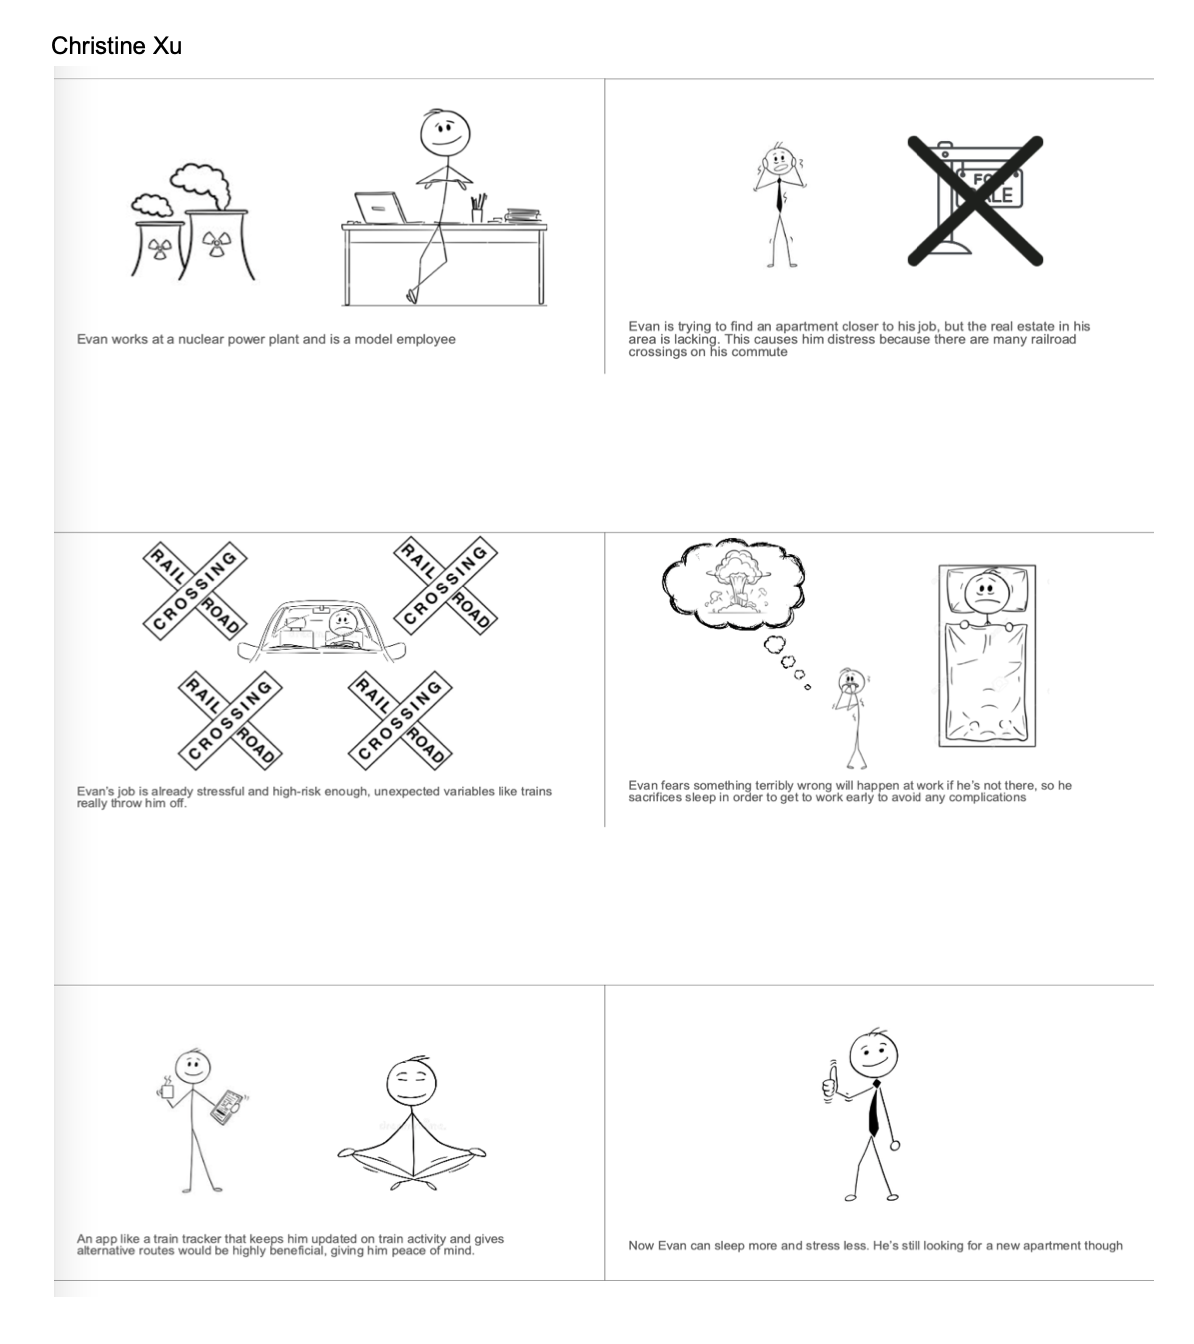 Christine Xu
FOR
SALE
Evan works at a nuclear power plant and is a model employee
Evan is trying to find an apartment closer to his job, but the real estate in his
area is lacking. This causes him distress because there are many railroad
crossings on his commute
RAIL ROAD
CROSSING
RAIL ROAD
CROSSING
RAIL ROAD
CROSSING
RAIL ROAD
CROSSING
Evan's job is already stressful and high-risk enough, unexpected variables like trains
really throw him off.
Evan fears something terribly wrong will happen at work if he's not there, so he
sacrifices sleep in order to get to work early to avoid any complications
An app like a train tracker that keeps him updated on train activity and gives
alternative routes would be highly beneficial, giving him peace of mind.
Now Evan can sleep more and stress less. He's still looking for a new apartment though